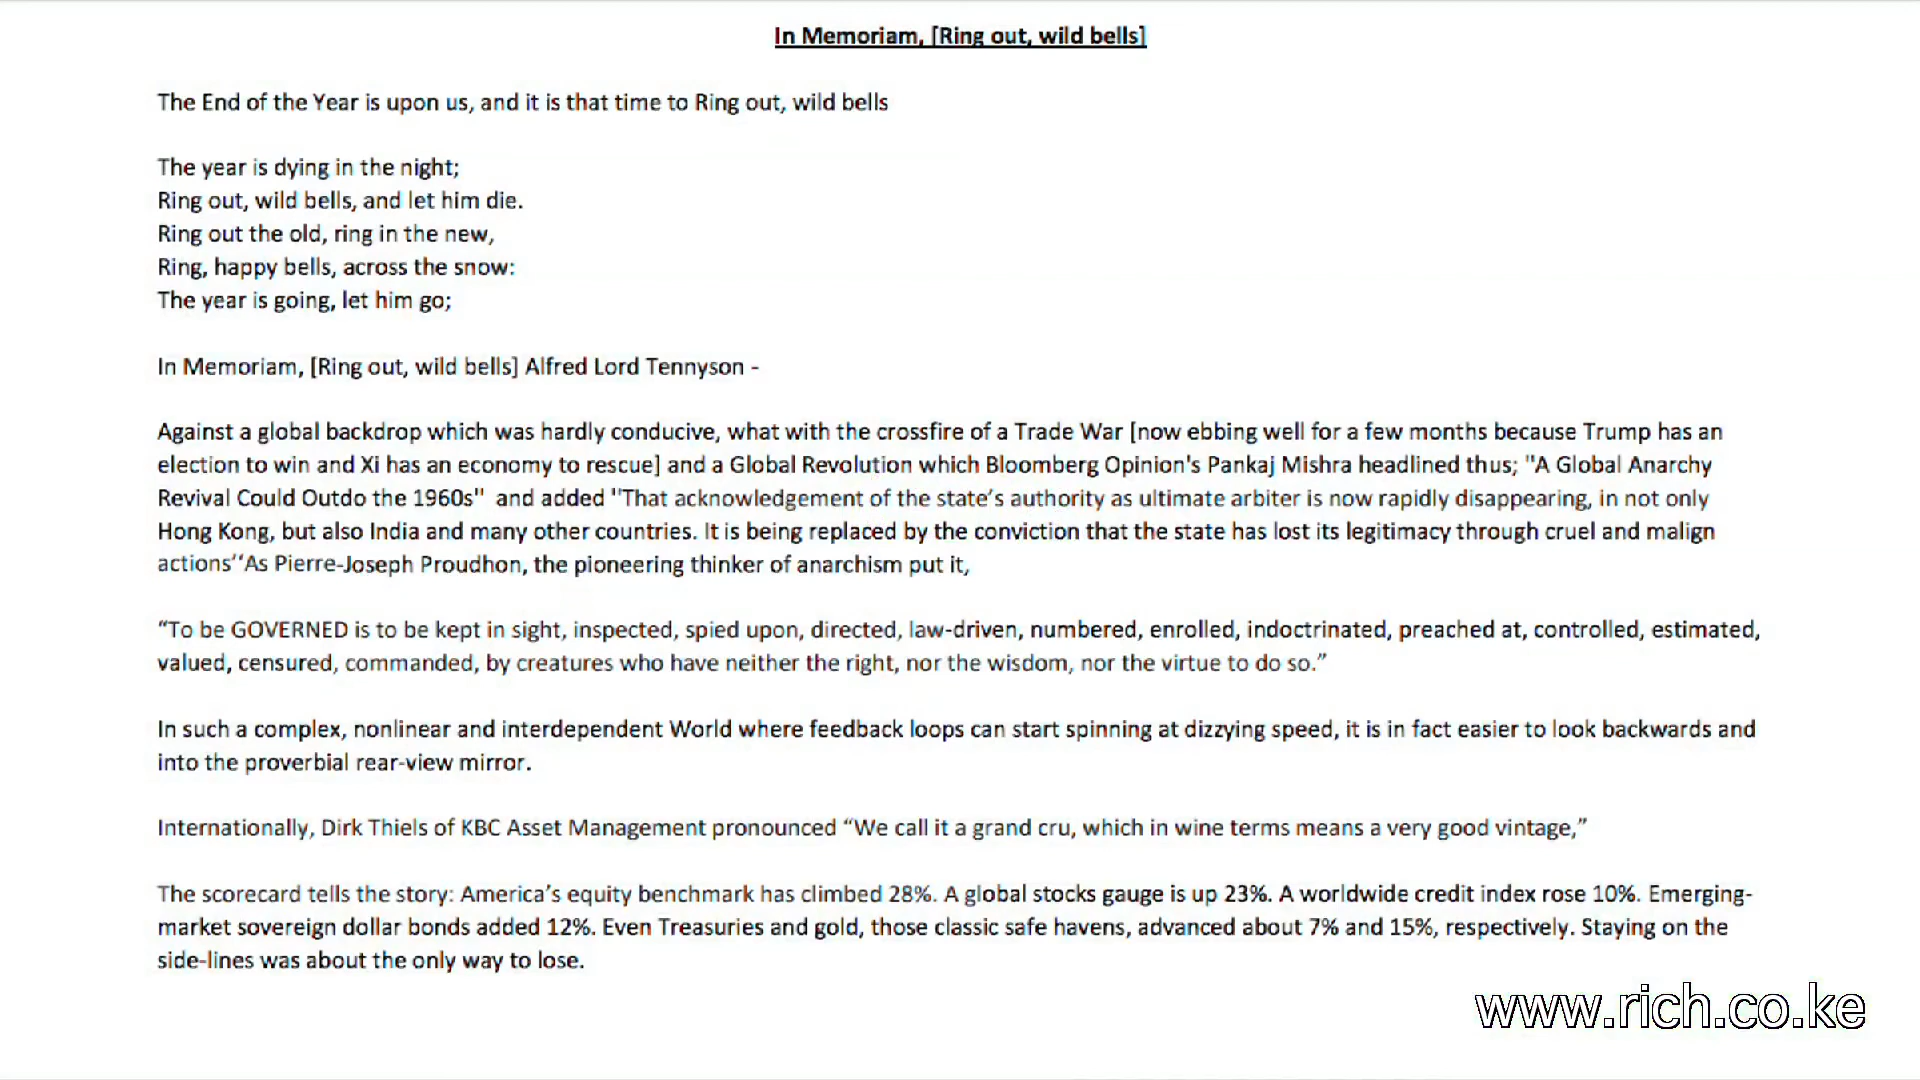 In Memoriam, [Ring out, wild bells]
The End of the Year is upon us, and it is that time to Ring out, wild bells
The year is dying in the night;
Ring out, wild bells, and let him die.
Ring out the old, ring in the new,
Ring, happy bells, across the snow:
The year is going, let him go;
In Memoriam, [Ring out, wild bells] Alfred Lord Tennyson -
Against a global backdrop which was hardly conducive, what with the crossfire of a Trade War [now ebbing well for a few months because Trump has an
election to win and Xi has an economy to rescue] and a Global Revolution which Bloomberg Opinion's Pankaj Mishra headlined thus; "A Global Anarchy
Revival Could Outdo the 1960s"  and added "That acknowledgement of the state’s authority as ultimate arbiter is now rapidly disappearing, in not only
Hong Kong, but also India and many other countries. It is being replaced by the conviction that the state has lost its legitimacy through cruel and malign
actions’’As Pierre-Joseph Proudhon, the pioneering thinker of anarchism put it,
“To be GOVERNED is to be kept in sight, inspected, spied upon, directed, law-driven, numbered, enrolled, indoctrinated, preached at, controlled, estimated,
valued, censured, commanded, by creatures who have neither the right, nor the wisdom, nor the virtue to do so.”
In such a complex, nonlinear and interdependent World where feedback loops can start spinning at dizzying speed, it is in fact easier to look backwards and
into the proverbial rear-view mirror.
Internationally, Dirk Thiels of KBC Asset Management pronounced “We call it a grand cru, which in wine terms means a very good vintage,”
The scorecard tells the story: America’s equity benchmark has climbed 28%. A global stocks gauge is up 23%. A worldwide credit index rose 10%. Emerging-
market sovereign dollar bonds added 12%. Even Treasuries and gold, those classic safe havens, advanced about 7% and 15%, respectively. Staying on the
side-lines was about the only way to lose.
www.rich.co.ke